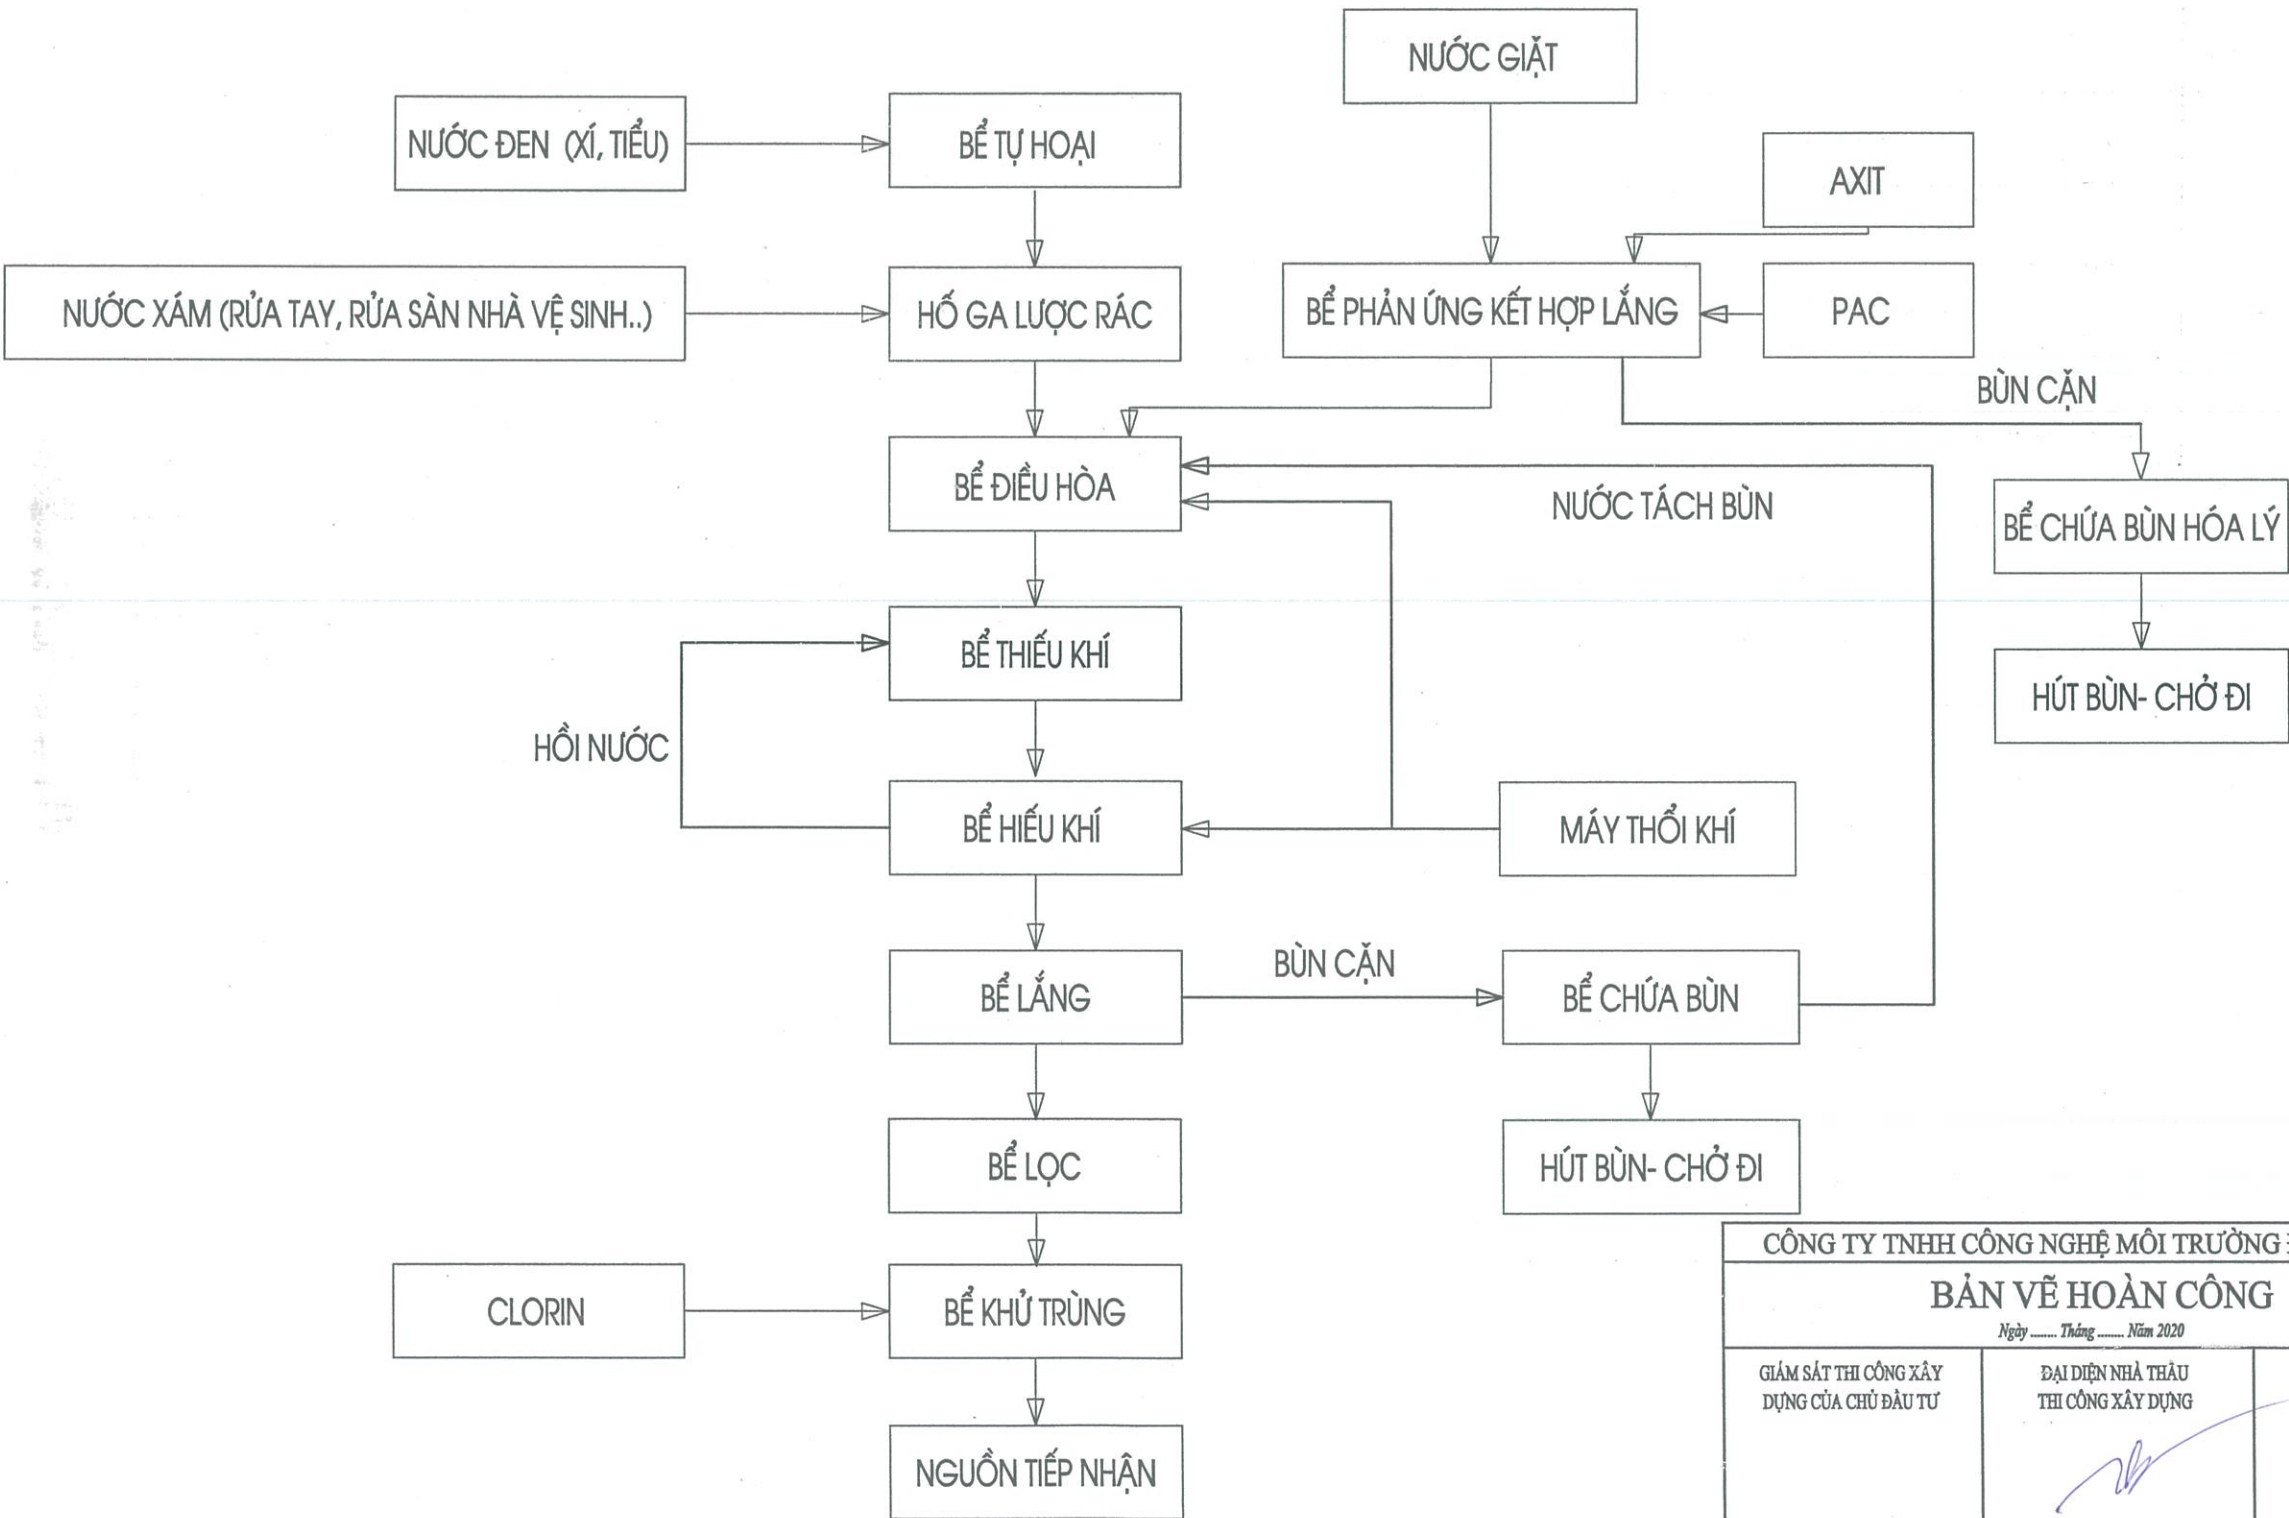 NƯỚC GIẶT
NƯỚC ĐEN (XÍ, TIỂU)
BỂ TỰ HOẠI
AXIT
NƯỚC XÁM (RỬA TAY, RỬA SÀN NHÀ VỆ SINH..)
HỐ GA LƯỢC RÁC
BỂ PHẢN ỨNG KẾT HỢP LẮNG
PAC
BÙN CẶN
BỂ ĐIỀU HÒA
NƯỚC TÁCH BÙN
BỂ CHỨA BÙN HÓA LÝ
BỂ THIẾU KHÍ
HÚT BÙN- CHỞ ĐI
HỒI NƯỚC
BỂ HIẾU KHÍ
MÁY THỔI KHÍ
BÙN CẶN
BỂ LẮNG
BỂ CHỨA BÙN
BỂ LỌC
HÚT BÙN- CHỞ ĐI
CLORIN
BỂ KHỬ TRÙNG
NGUỒN TIẾP NHẬN
CÔNG TY TNHH CÔNG NGHỆ MÔI TRƯỜNG
BẢN VẼ HOÀN CÔNG
Ngày ........ Tháng ........ Năm 2020
GIÁM SÁT THI CÔNG XÂY
DỰNG CỦA CHỦ ĐẦU TƯ
ĐẠI DIỆN NHÀ THẦU
THI CÔNG XÂY DỰNG